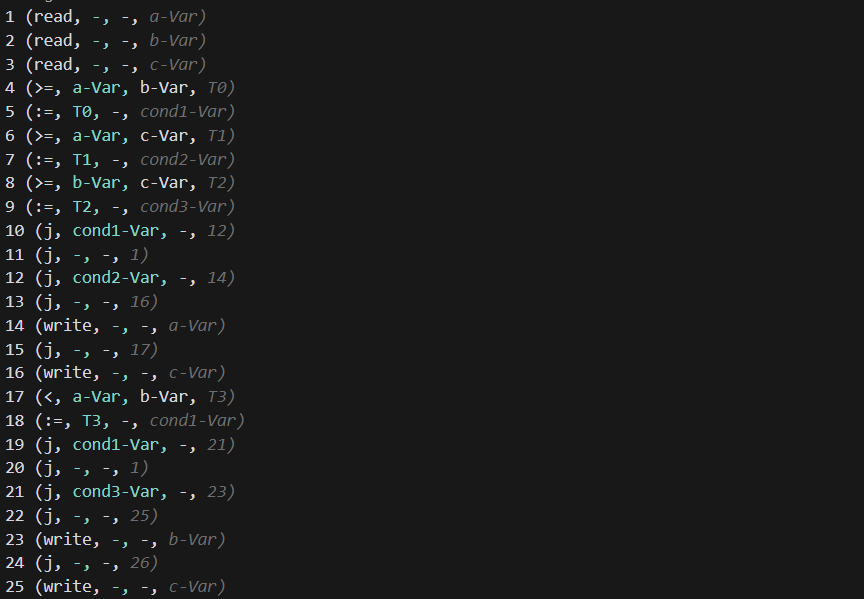 1 (read, -, -, a-Var)
2 (read, -, -, b-Var)
3 (read, -, -, c-Var)
4 (>=, a-Var, b-Var, T0)
5 (:=, T0, -, cond1-Var)
6 (>=, a-Var, c-Var, T1)
7 (:=, T1, -, cond2-Var)
8 (>=, b-Var, c-Var, T2)
9 (:=, T2, -, cond3-Var)
10 (j, cond1-Var, -, 12)
11 (j, -, -, 1)
12 (j, cond2-Var, -, 14)
13 (j, -, -, 16)
14 (write, -, -, a-Var)
15 (j, -, -, 17)
16 (write, -, -, c-Var)
17 (<, a-Var, b-Var, T3)
18 (:=, T3, -, cond1-Var)
19 (j, cond1-Var, -, 21)
20 (j, -, -, 1)
21 (j, cond3-Var, -, 23)
22 (j, -, -, 25)
23 (write, -, -, b-Var)
24 (j, -, -, 26)
25 (write, -, -, c-Var)